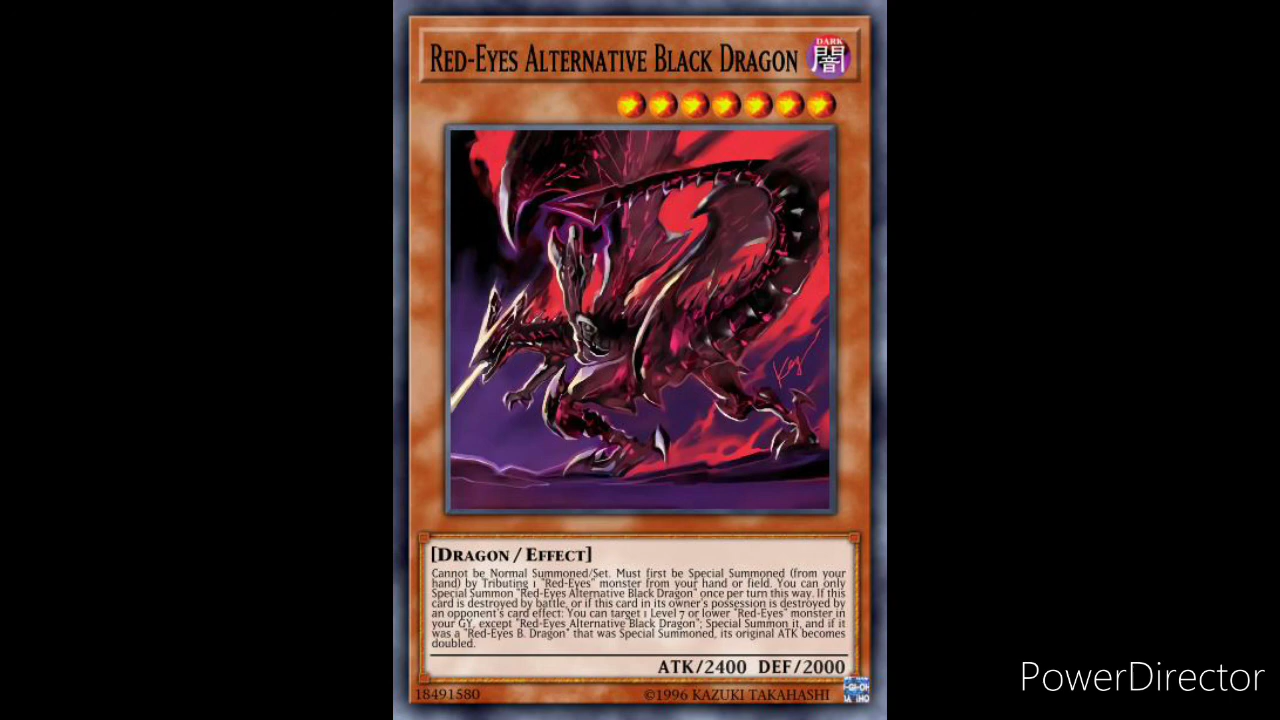 RED-EYES ALTERNATIVE BLACK DRAGON
DARK
闇
Kaz
[DRAGON / EFFECT]
Cannot be Normal Summoned/Set. Must first be Special Summoned (from your
hand) by Tributing 1 "Red-Eyes" monster from your hand or field. You can only
Special Summon "Red-Eyes Alternative Black Dragon" once per turn this way. If this
card is destroyed by battle, or if this card in its owner's possession is destroyed by
an opponent's card effect: You can target 1 Level 7 or lower "Red-Eyes" monster in
your GY, except "Red-Eyes Alternative Black Dragon"; Special Summon it, and if it
was a "Red-Eyes B. Dragon" that was Special Summoned, its original ATK becomes
doubled.
ATK/2400 DEF/2000
18491580
©1996 KAZUKI TAKAHASHI
PowerDirector